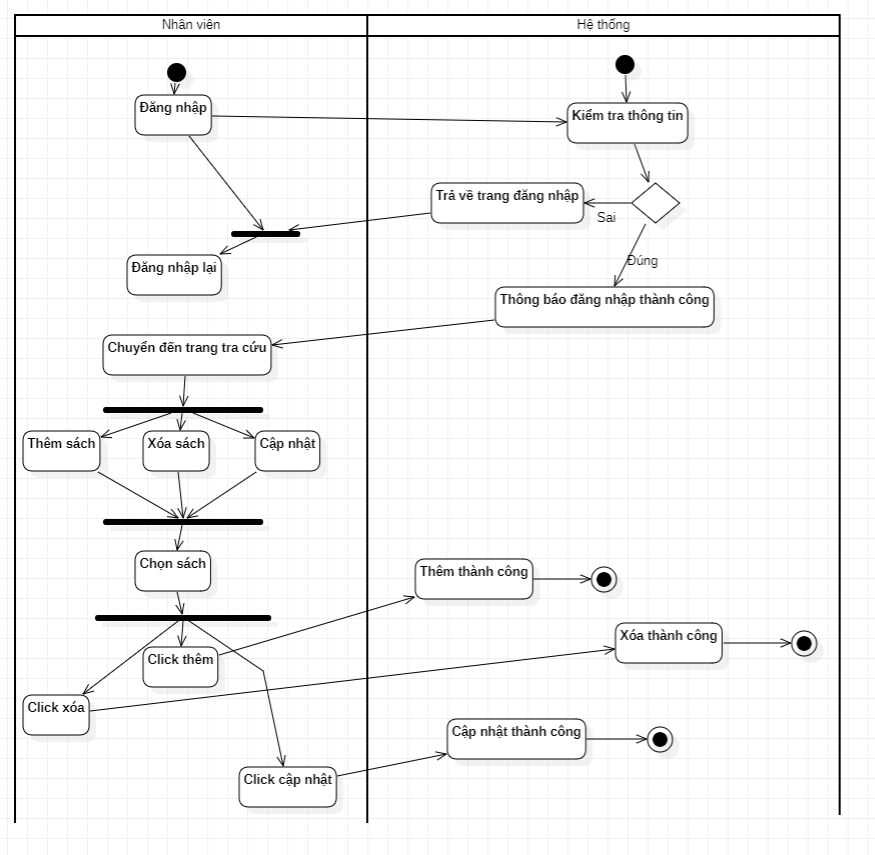 Nhân viên
Hệ thống
Đăng nhập
Kiểm tra thông tin
Trả về trang đăng nhập
Sai
Đăng nhập lại
Đúng
Thông báo đăng nhập thành công
Chuyển đến trang tra cứu
Thêm sách
Xóa sách
Cập nhật
Chọn sách
Thêm thành công
Xóa thành công
Click thêm
Click xóa
Cập nhật thành công
Click cập nhật